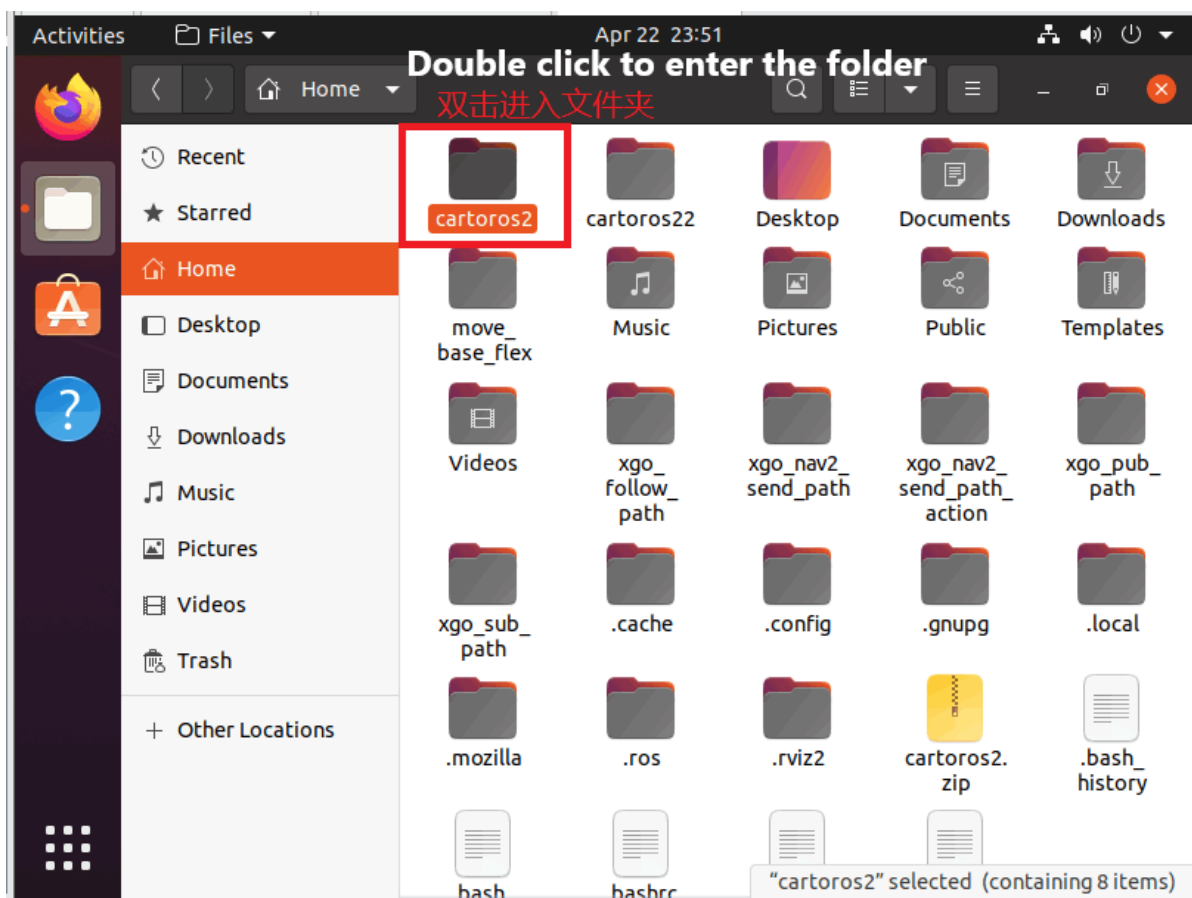 Activities
Files
Apr 22 23:51
Double click to enter the folder
双击进入文件夹
Home
Recent
Starred
Home
Desktop
Documents
Downloads
Music
Pictures
Videos
Trash
+ Other Locations
cartoros2
cartoros22
Desktop
Documents
Downloads
move_
base_flex
Music
Pictures
Public
Templates
Videos
xgo_
follow_
path
xgo_nav2_
send_path
xgo_nav2_
send_path_
action
xgo_pub_
path
xgo_sub_
path
.cache
.config
.gnupg
.local
.mozilla
.ros
.rviz2
cartoros2.
zip
.bash_
history
"cartoros2" selected (containing 8 items)